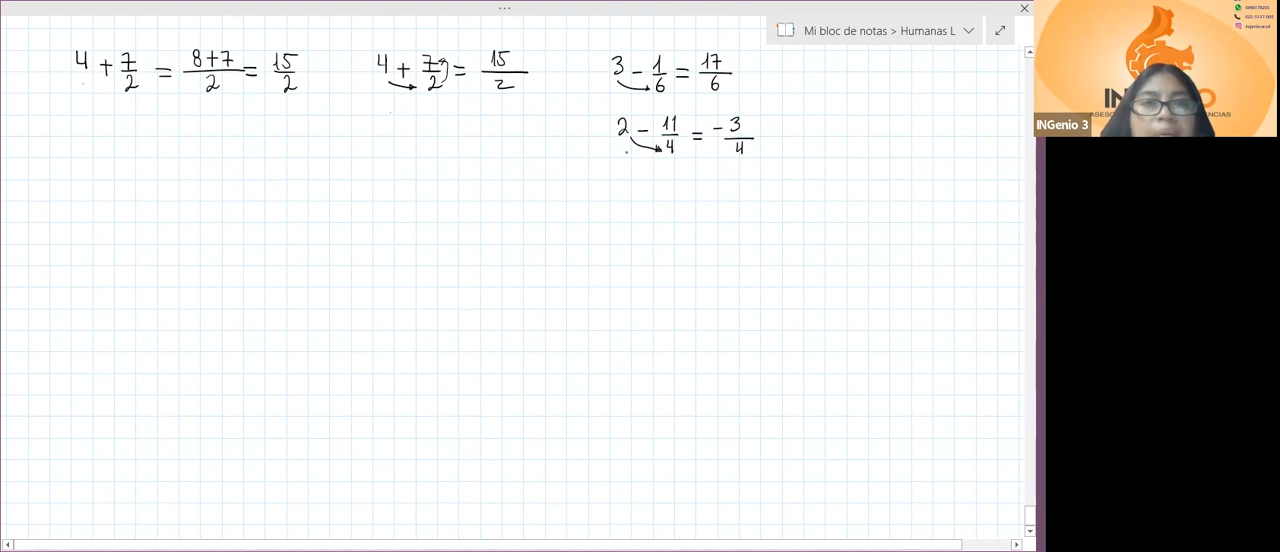 Mi bloc de notas > Humanas L
4 + 7/2 = (8+7)/2 = 15/2
4 + 7/2 = 15/2
3 - 1/6 = 17/6
2 - 11/4 = -3/4
INGenio 3